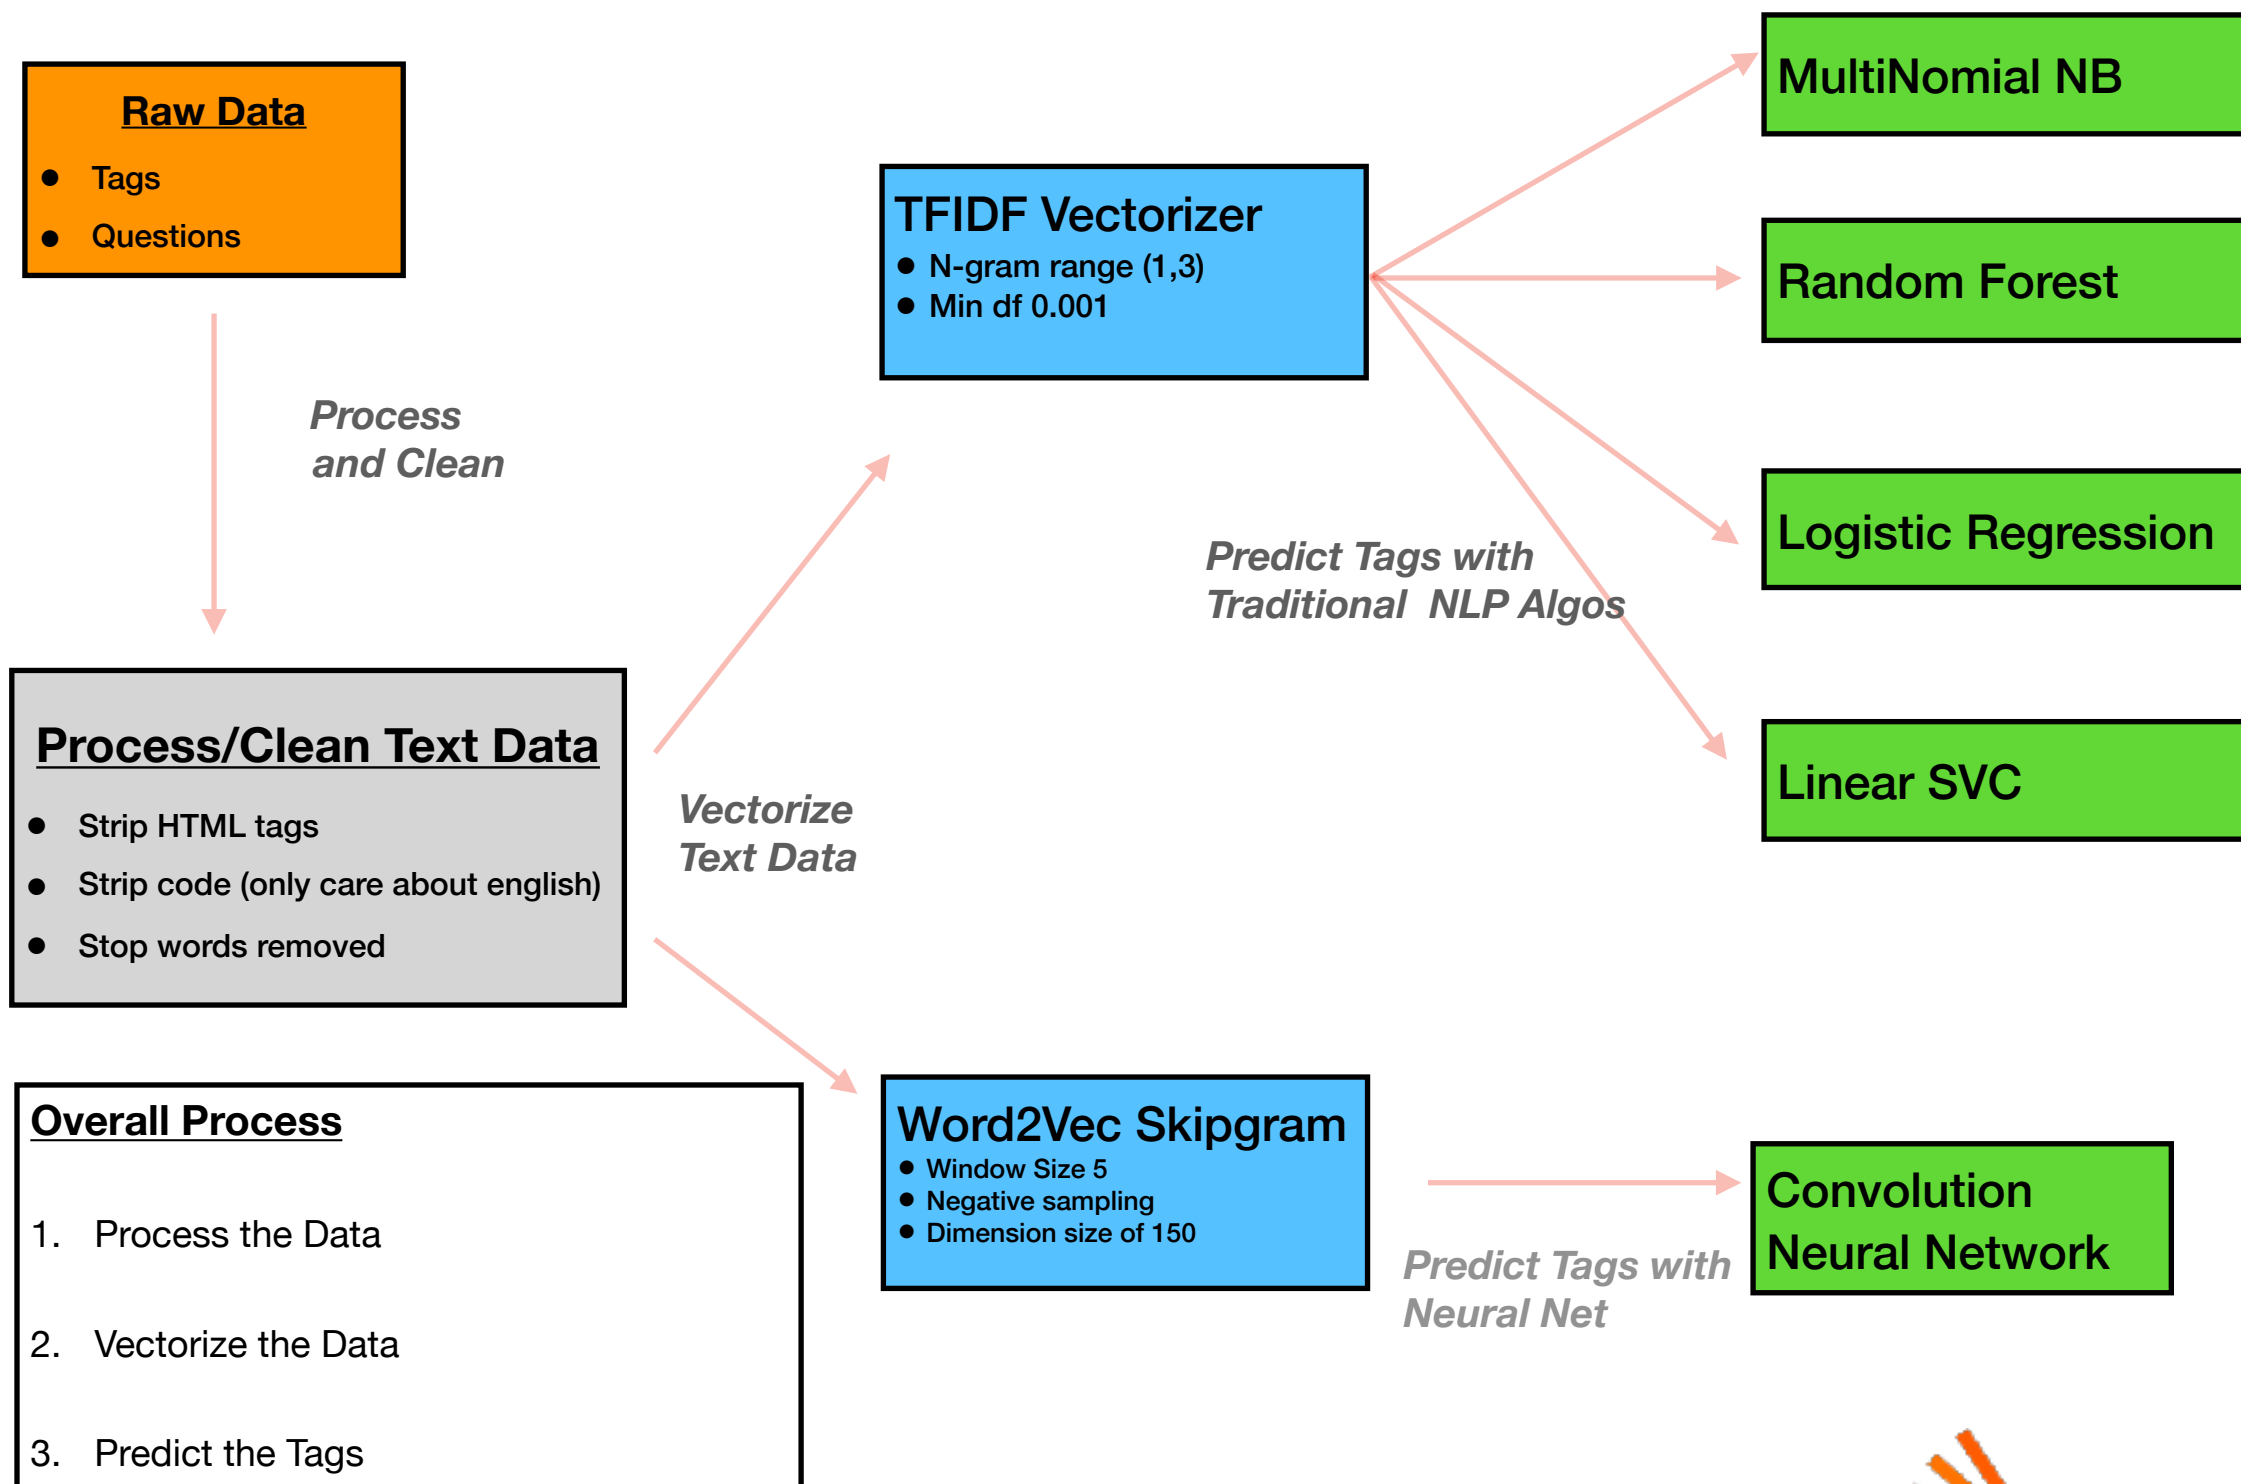 Raw Data
● Tags
● Questions
Process
and Clean
Process/Clean Text Data
● Strip HTML tags
● Strip code (only care about english)
● Stop words removed
Vectorize
Text Data
TFIDF Vectorizer
● N-gram range (1,3)
● Min df 0.001
Predict Tags with
Traditional NLP Algos
MultiNomial NB
Random Forest
Logistic Regression
Linear SVC
Word2Vec Skipgram
● Window Size 5
● Negative sampling
● Dimension size of 150
Predict Tags with
Neural Net
Convolution
Neural Network
Overall Process
1. Process the Data
2. Vectorize the Data
3. Predict the Tags